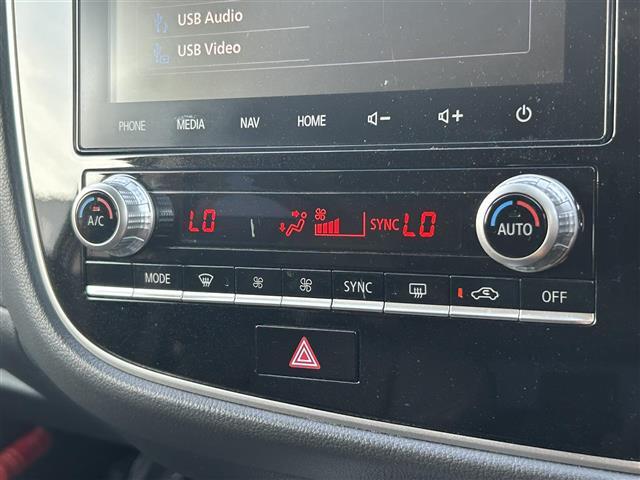 USB Audio
USB Video
PHONE MEDIA NAV HOME
A/C LO SYNC LO AUTO
MODE SYNC OFF